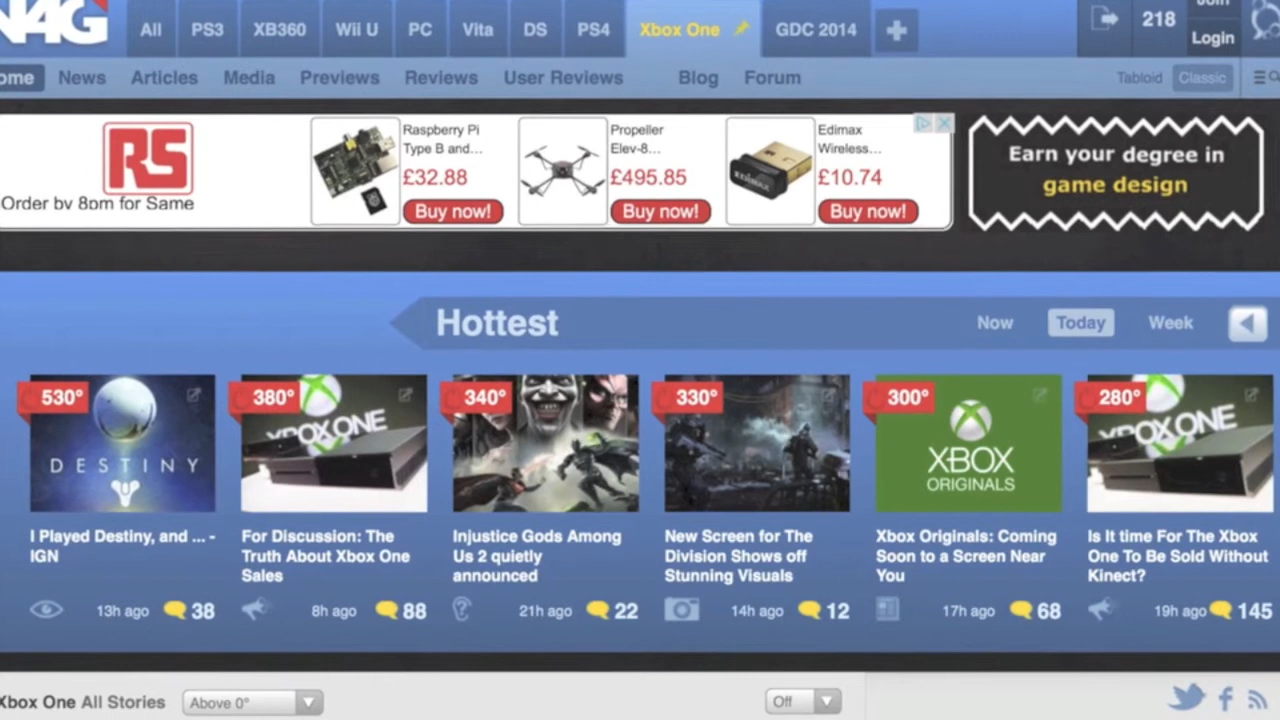 N4G
All PS3 XB360 Wii U PC Vita DS PS4 Xbox One GDC 2014
218
Join
Login
ome News Articles Media Previews Reviews User Reviews Blog Forum
Tabloid Classic
RS
Order by 8pm for Same
Raspberry Pi
Type B and...
£32.88
Buy now!
Propeller
Elev-8...
£495.85
Buy now!
EDIMAX
Edimax
Wireless...
£10.74
Buy now!
Earn your degree in
game design
Hottest
Now Today Week
530°
DESTINY
I Played Destiny, and ... -
IGN
13h ago 38
380°
XBOX ONE
For Discussion: The
Truth About Xbox One
Sales
8h ago 88
340°
Injustice Gods Among
Us 2 quietly
announced
21h ago 22
330°
New Screen for The
Division Shows off
Stunning Visuals
14h ago 12
300°
XBOX
ORIGINALS
Xbox Originals: Coming
Soon to a Screen Near
You
17h ago 68
280°
XBOX ONE
Is It time For The Xbox
One To Be Sold Without
Kinect?
19h ago 145
Xbox One All Stories
Above 0°
Off